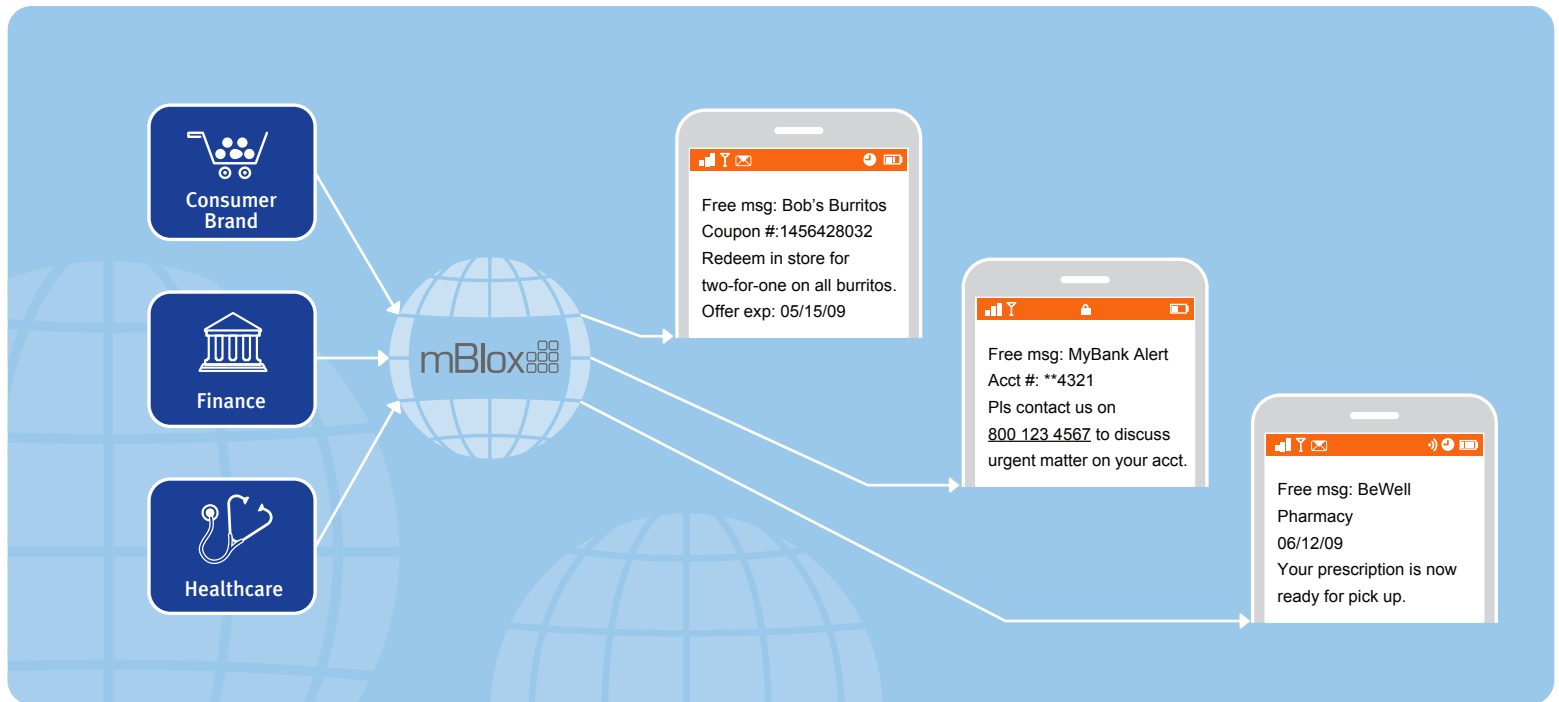 Consumer
Brand
Finance
Healthcare
mBlox
Free msg: Bob’s Burritos
Coupon #:1456428032
Redeem in store for
two-for-one on all burritos.
Offer exp: 05/15/09
Free msg: MyBank Alert
Acct #: **4321
Pls contact us on
800 123 4567 to discuss
urgent matter on your acct.
Free msg: BeWell
Pharmacy
06/12/09
Your prescription is now
ready for pick up.